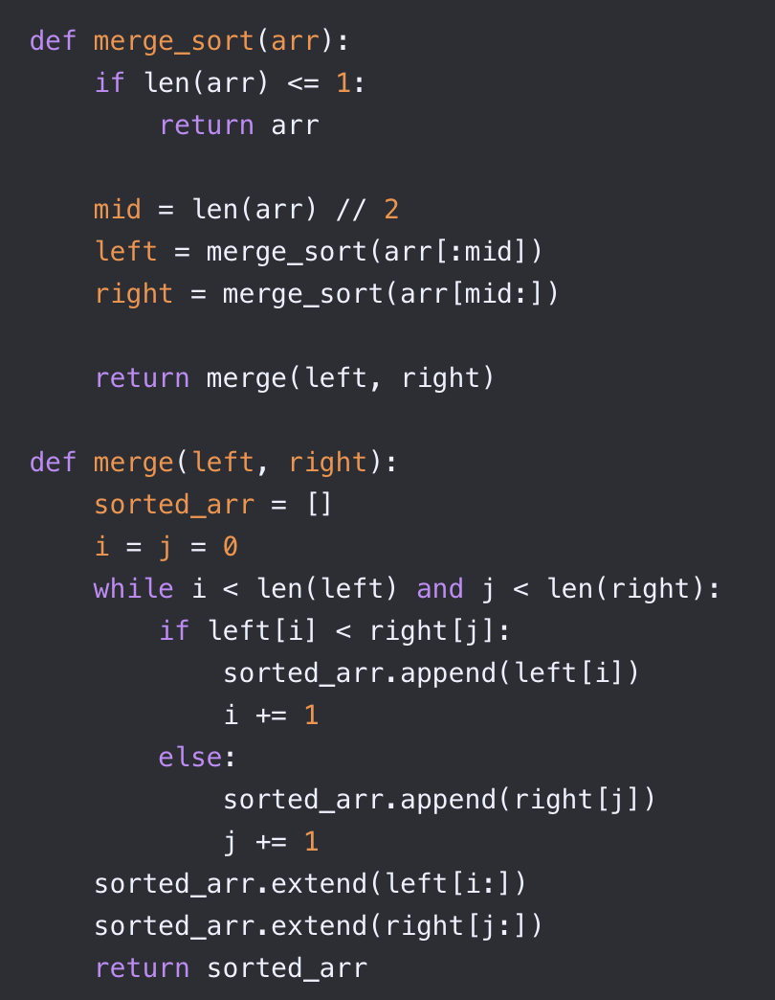 def merge_sort(arr):
    if len(arr) <= 1:
        return arr

    mid = len(arr) // 2
    left = merge_sort(arr[:mid])
    right = merge_sort(arr[mid:])

    return merge(left, right)

def merge(left, right):
    sorted_arr = []
    i = j = 0
    while i < len(left) and j < len(right):
        if left[i] < right[j]:
            sorted_arr.append(left[i])
            i += 1
        else:
            sorted_arr.append(right[j])
            j += 1
    sorted_arr.extend(left[i:])
    sorted_arr.extend(right[j:])
    return sorted_arr